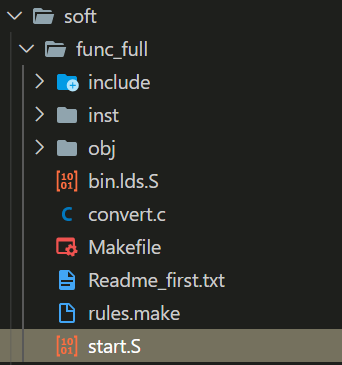 soft
func_full
include
inst
obj
bin.lds.S
convert.c
Makefile
Readme_first.txt
rules.make
start.S